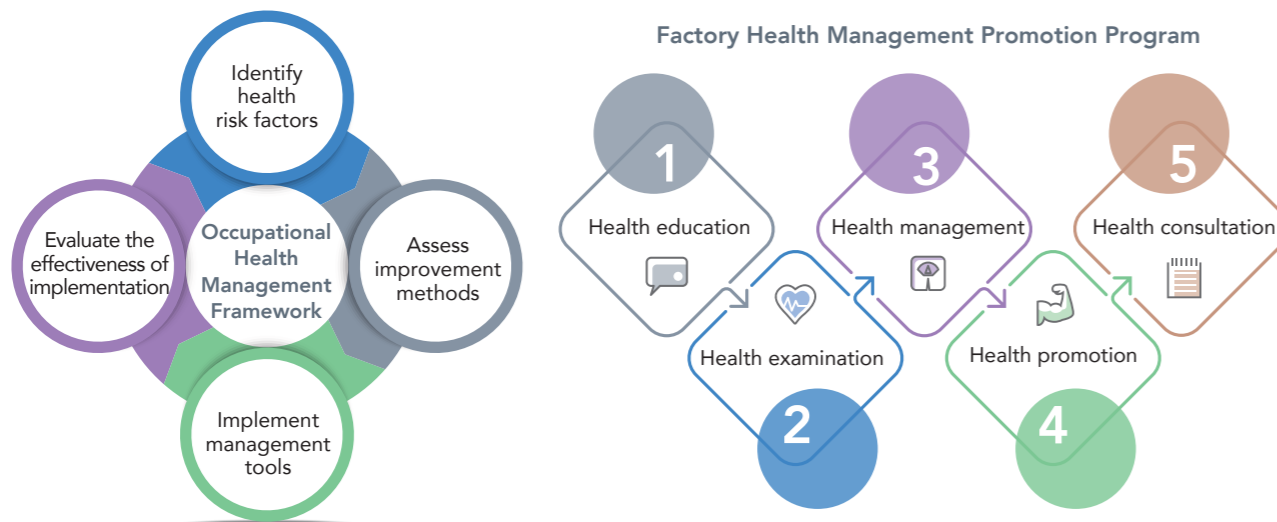 Identify
health
risk factors
Evaluate the
effectiveness of
implementation
Occupational
Health
Management
Framework
Assess
improvement
methods
Implement
management
tools
Factory Health Management Promotion Program
1
Health education
2
Health examination
3
Health management
4
Health promotion
5
Health consultation